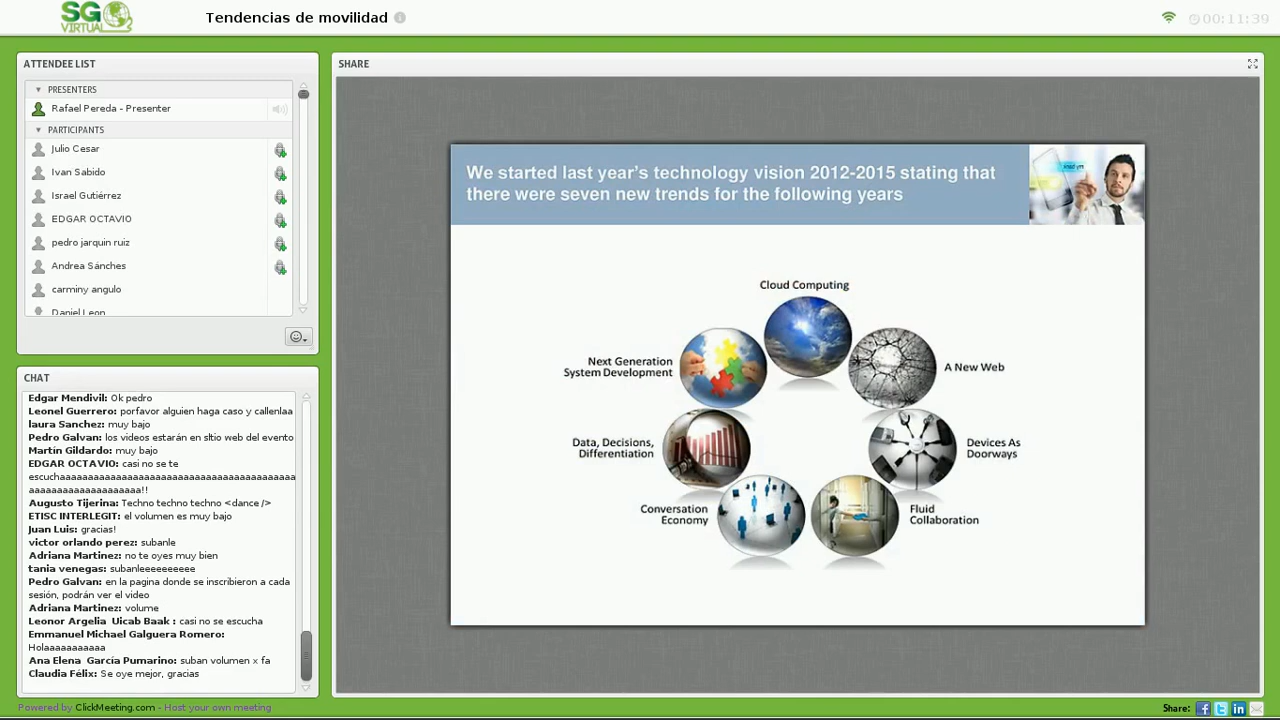 SG
VIRTUAL
Tendencias de movilidad
00:11:39
ATTENDEE LIST
PRESENTERS
Rafael Pereda - Presenter
PARTICIPANTS
Julio Cesar
Ivan Sabido
Israel Gutiérrez
EDGAR OCTAVIO
pedro jarquin ruiz
Andrea Sánches
carminy angulo
Daniel Leon
CHAT
Edgar Mendivil: Ok pedro
Leonel Guerrero: porfavor alguien haga caso y callenlaa
laura Sanchez: muy bajo
Pedro Galvan: los videos estarán en sItio web del evento
Martín Gildardo: muy bajo
EDGAR OCTAVIO: casi no se te
escuchaaaaaaaaaaaaaaaaaaaaaaaaaaaaaaaaaaaaaaaa
aaaaaaaaaaaaaaaaaaaa!!
Augusto Tijerina: Techno techno techno <dance />
ETISC INTERLEGIT: el volumen es muy bajo
Juan Luis: gracias!
victor orlando perez: subanle
Adriana Martinez: no te oyes muy bien
tania venegas: subanleeeeeeeeee
Pedro Galvan: en la pagina donde se inscribieron a cada
sesión, podrán ver el video
Adriana Martinez: volume
Leonor Argelia Uicab Baak : casi no se escucha
Emmanuel Michael Galguera Romero:
Holaaaaaaaaaaa
Ana Elena García Pumarino: suban volumen x fa
Claudia Félix: Se oye mejor, gracias
SHARE
We started last year's technology vision 2012-2015 stating that
there were seven new trends for the following years
Cloud Computing
Next Generation
System Development
A New Web
Data, Decisions,
Differentiation
Devices As
Doorways
Conversation
Economy
Fluid
Collaboration
Powered by ClickMeeting.com - Host your own meeting
Share: